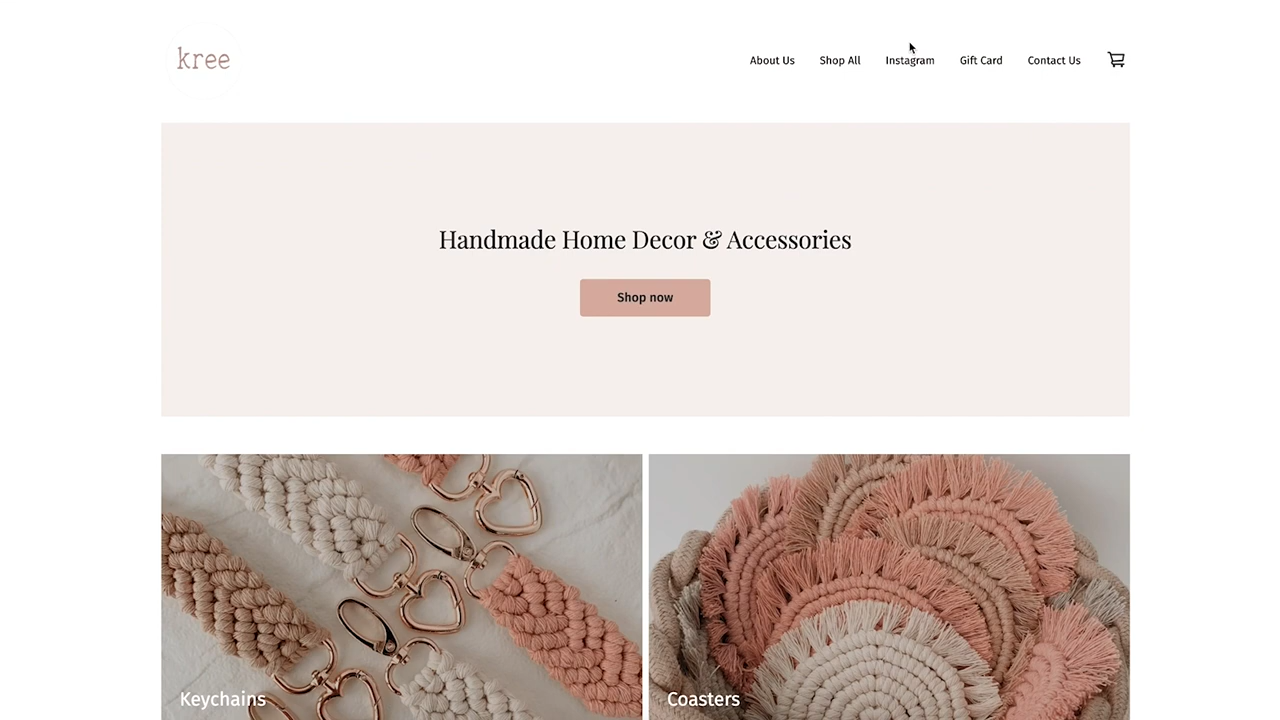 kree
About Us Shop All Instagram Gift Card Contact Us
Handmade Home Decor & Accessories
Shop now
Keychains
Coasters